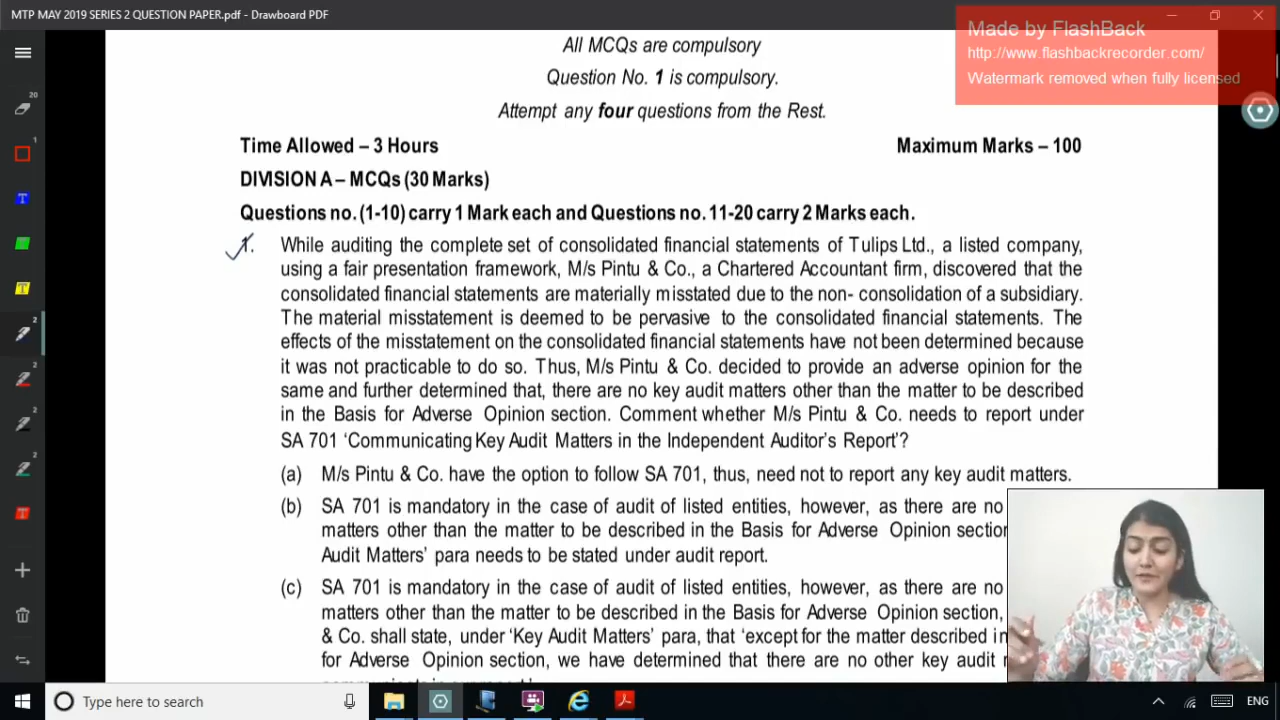 MTP MAY 2019 SERIES 2 QUESTION PAPER.pdf - Drawboard PDF
Made by FlashBack
http://www.flashbackrecorder.com/
Watermark removed when fully licensed
All MCQs are compulsory
Question No. 1 is compulsory.
Attempt any four questions from the Rest.
Time Allowed – 3 Hours Maximum Marks – 100
DIVISION A – MCQs (30 Marks)
Questions no. (1-10) carry 1 Mark each and Questions no. 11-20 carry 2 Marks each.
1. While auditing the complete set of consolidated financial statements of Tulips Ltd., a listed company,
using a fair presentation framework, M/s Pintu & Co., a Chartered Accountant firm, discovered that the
consolidated financial statements are materially misstated due to the non- consolidation of a subsidiary.
The material misstatement is deemed to be pervasive to the consolidated financial statements. The
effects of the misstatement on the consolidated financial statements have not been determined because
it was not practicable to do so. Thus, M/s Pintu & Co. decided to provide an adverse opinion for the
same and further determined that, there are no key audit matters other than the matter to be described
in the Basis for Adverse Opinion section. Comment whether M/s Pintu & Co. needs to report under
SA 701 ‘Communicating Key Audit Matters in the Independent Auditor’s Report’?
(a) M/s Pintu & Co. have the option to follow SA 701, thus, need not to report any key audit matters.
(b) SA 701 is mandatory in the case of audit of listed entities, however, as there are no
matters other than the matter to be described in the Basis for Adverse Opinion
Audit Matters’ para needs to be stated under audit report.
(c) SA 701 is mandatory in the case of audit of listed entities, however, as there are no
matters other than the matter to be described in the Basis for Adverse Opinion section,
& Co. shall state, under ‘Key Audit Matters’ para, that ‘except for the matter described
for Adverse Opinion section, we have determined that there are no other key audit
20
1
2
2
2
2
Type here to search
ENG